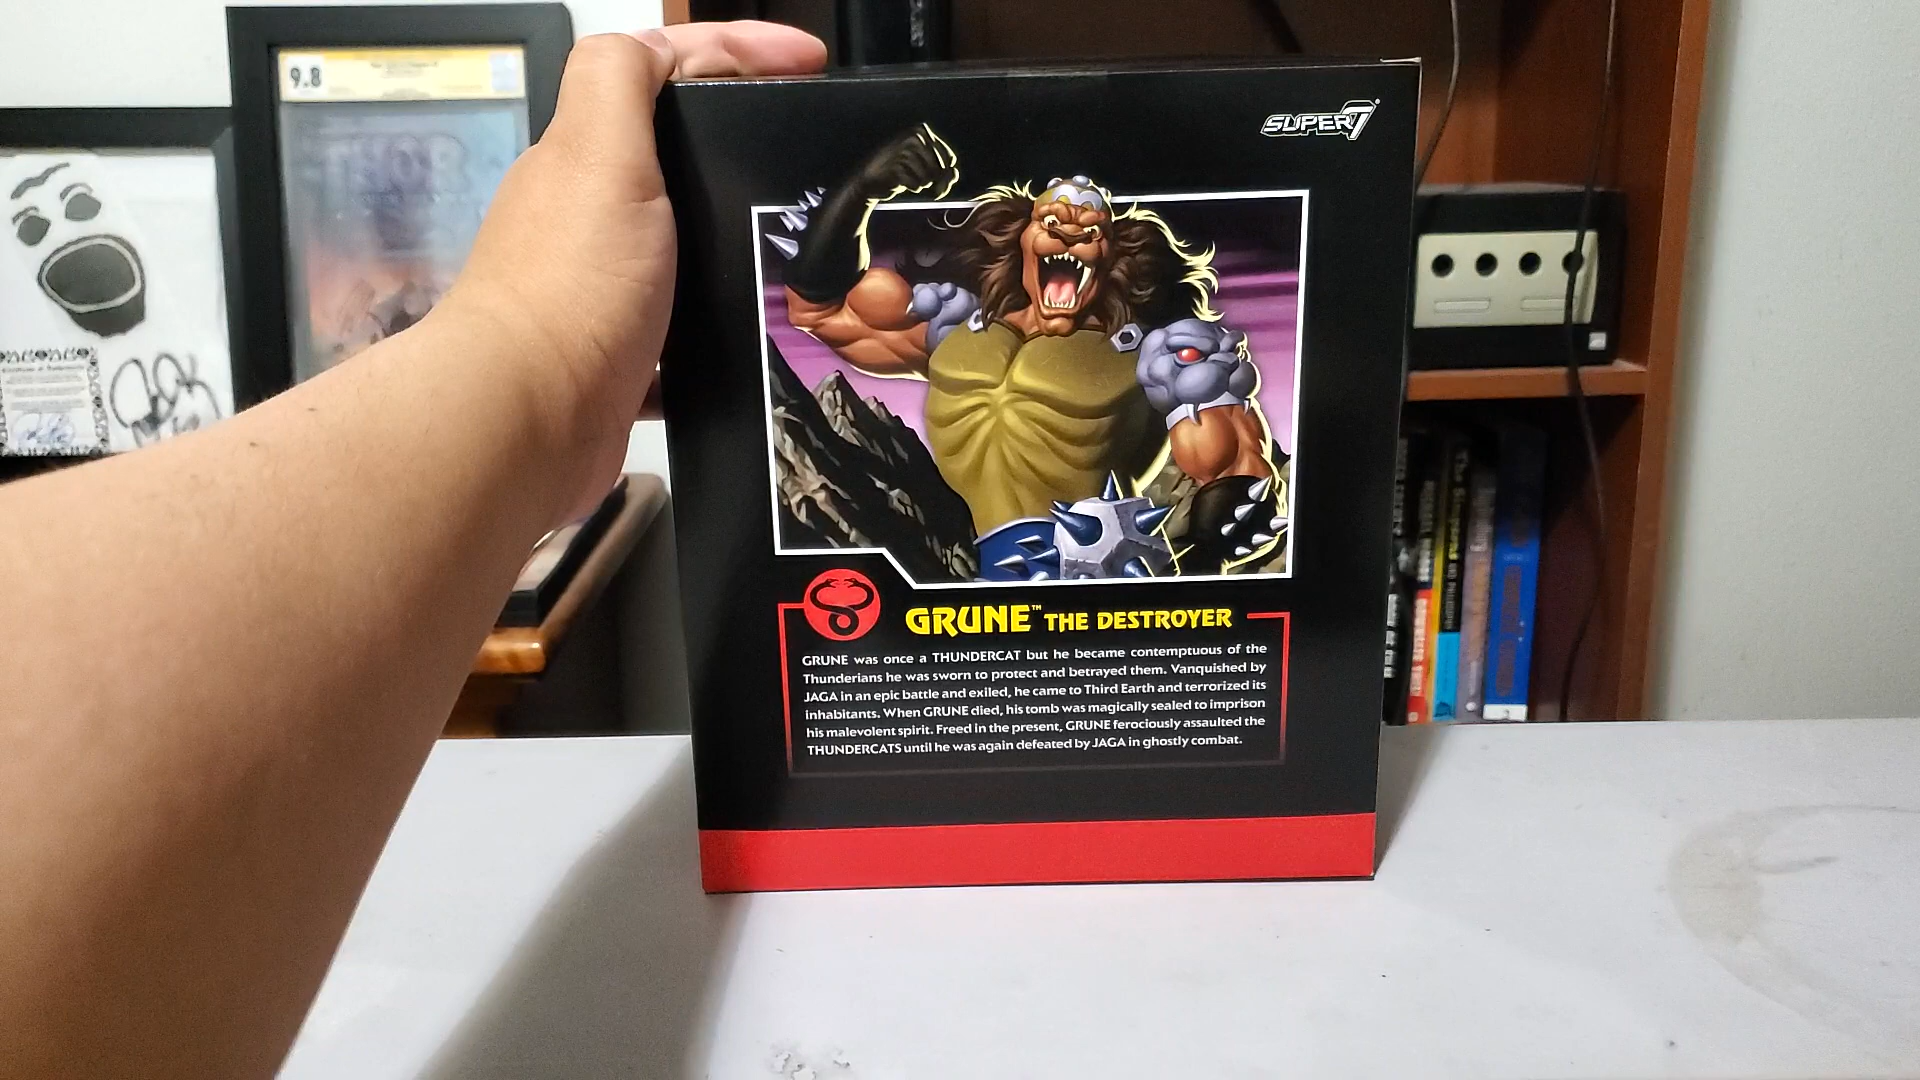 9.8
THOR
SUPER7
GRUNE™ THE DESTROYER
GRUNE was once a THUNDERCAT but he became contemptuous of the
Thunderians he was sworn to protect and betrayed them. Vanquished by
JAGA in an epic battle and exiled, he came to Third Earth and terrorized its
inhabitants. When GRUNE died, his tomb was magically sealed to imprison
his malevolent spirit. Freed in the present, GRUNE ferociously assaulted the
THUNDERCATS until he was again defeated by JAGA in ghostly combat.